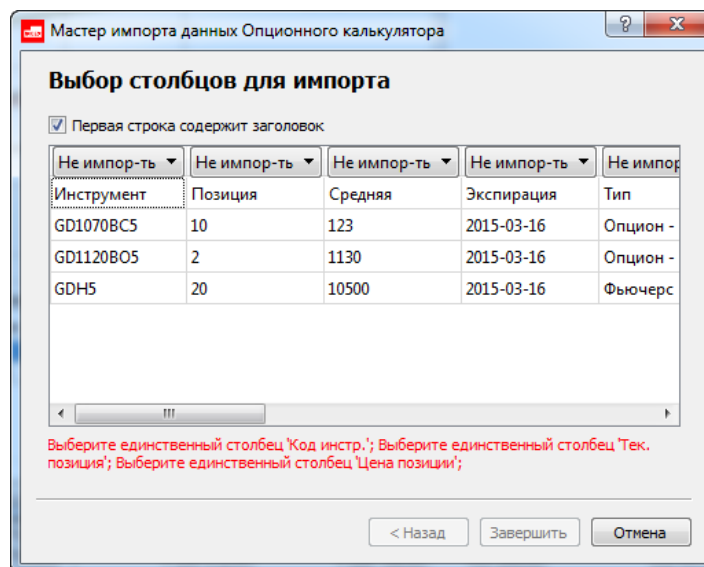 Мастер импорта данных Опционного калькулятора
Выбор столбцов для импорта
Первая строка содержит заголовок
Не импор-ть Не импор-ть Не импор-ть Не импор-ть Не импор
Инструмент Позиция Средняя Экспирация Тип
GD1070BC5 10 123 2015-03-16 Опцион -
GD1120BO5 2 1130 2015-03-16 Опцион -
GDH5 20 10500 2015-03-16 Фьючерс
Выберите единственный столбец 'Код инстр.'; Выберите единственный столбец 'Тек.
позиция'; Выберите единственный столбец 'Цена позиции';
< Назад Завершить Отмена